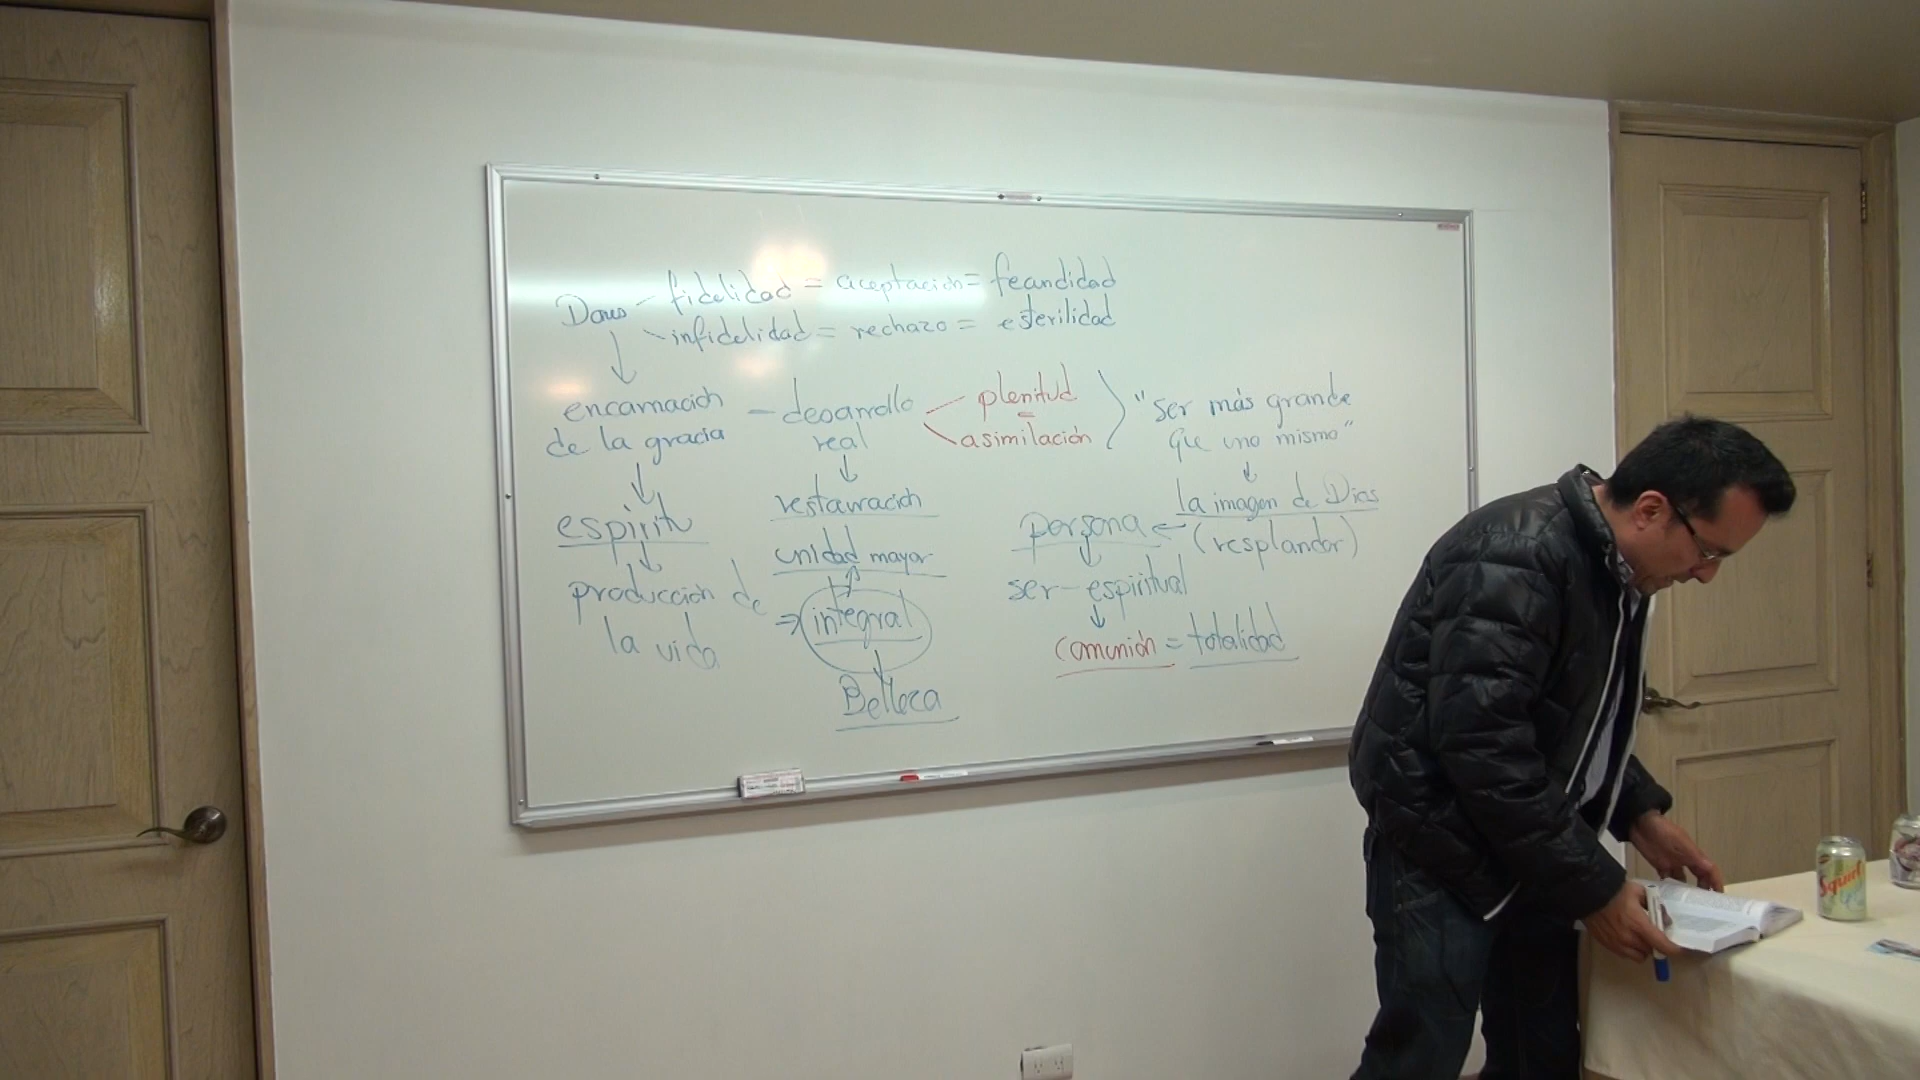 Dones - fidelidad = aceptación = fecundidad
- infidelidad = rechazo = esterilidad
↓
encarnación
de la gracia
- desarrollo
real
plenitud
=
asimilación
"ser más grande
que uno mismo"
↓
espíritu
↓
producción de
la vida
↓
restauración
unidad mayor
⇒ integral
Belleza
↓
la imagen de Dios
(resplandor)
persona ←
↓
ser-espiritual
↓
comunión = totalidad
Squirt